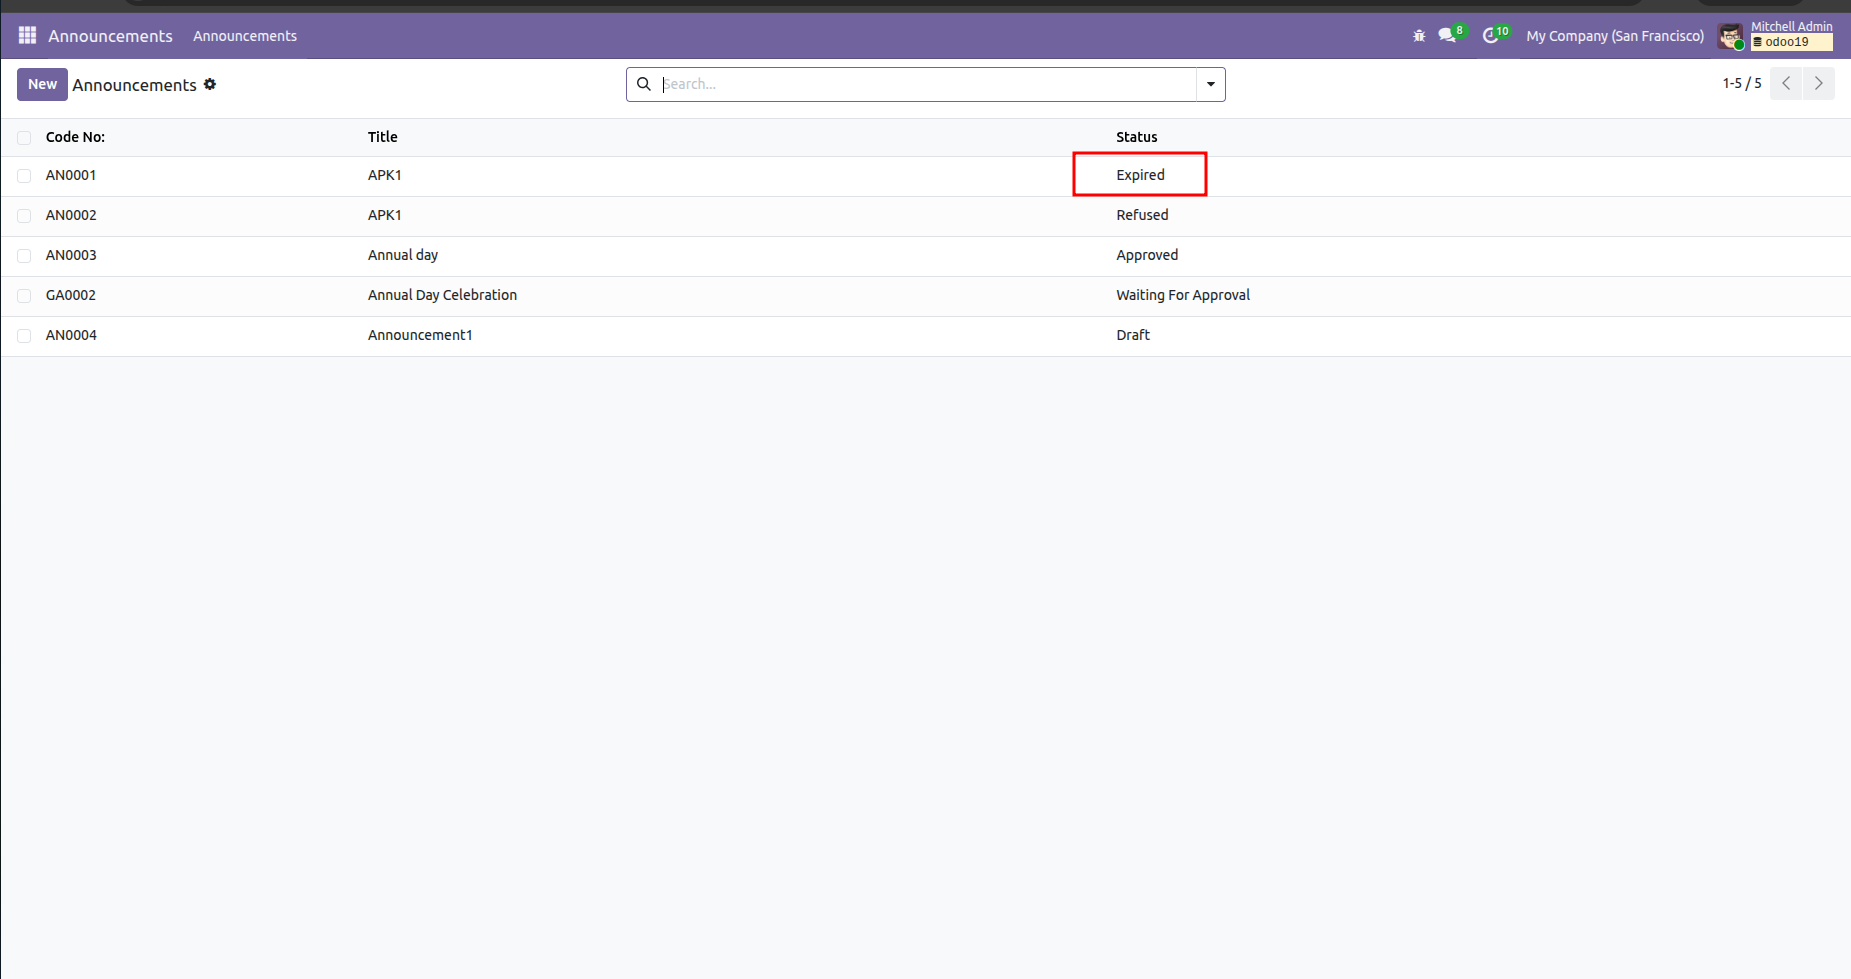 Announcements Announcements 8 10 My Company (San Francisco) Mitchell Admin
odoo19
New Announcements Search... 1-5 / 5
Code No: Title Status
AN0001 APK1 Expired
AN0002 APK1 Refused
AN0003 Annual day Approved
GA0002 Annual Day Celebration Waiting For Approval
AN0004 Announcement1 Draft